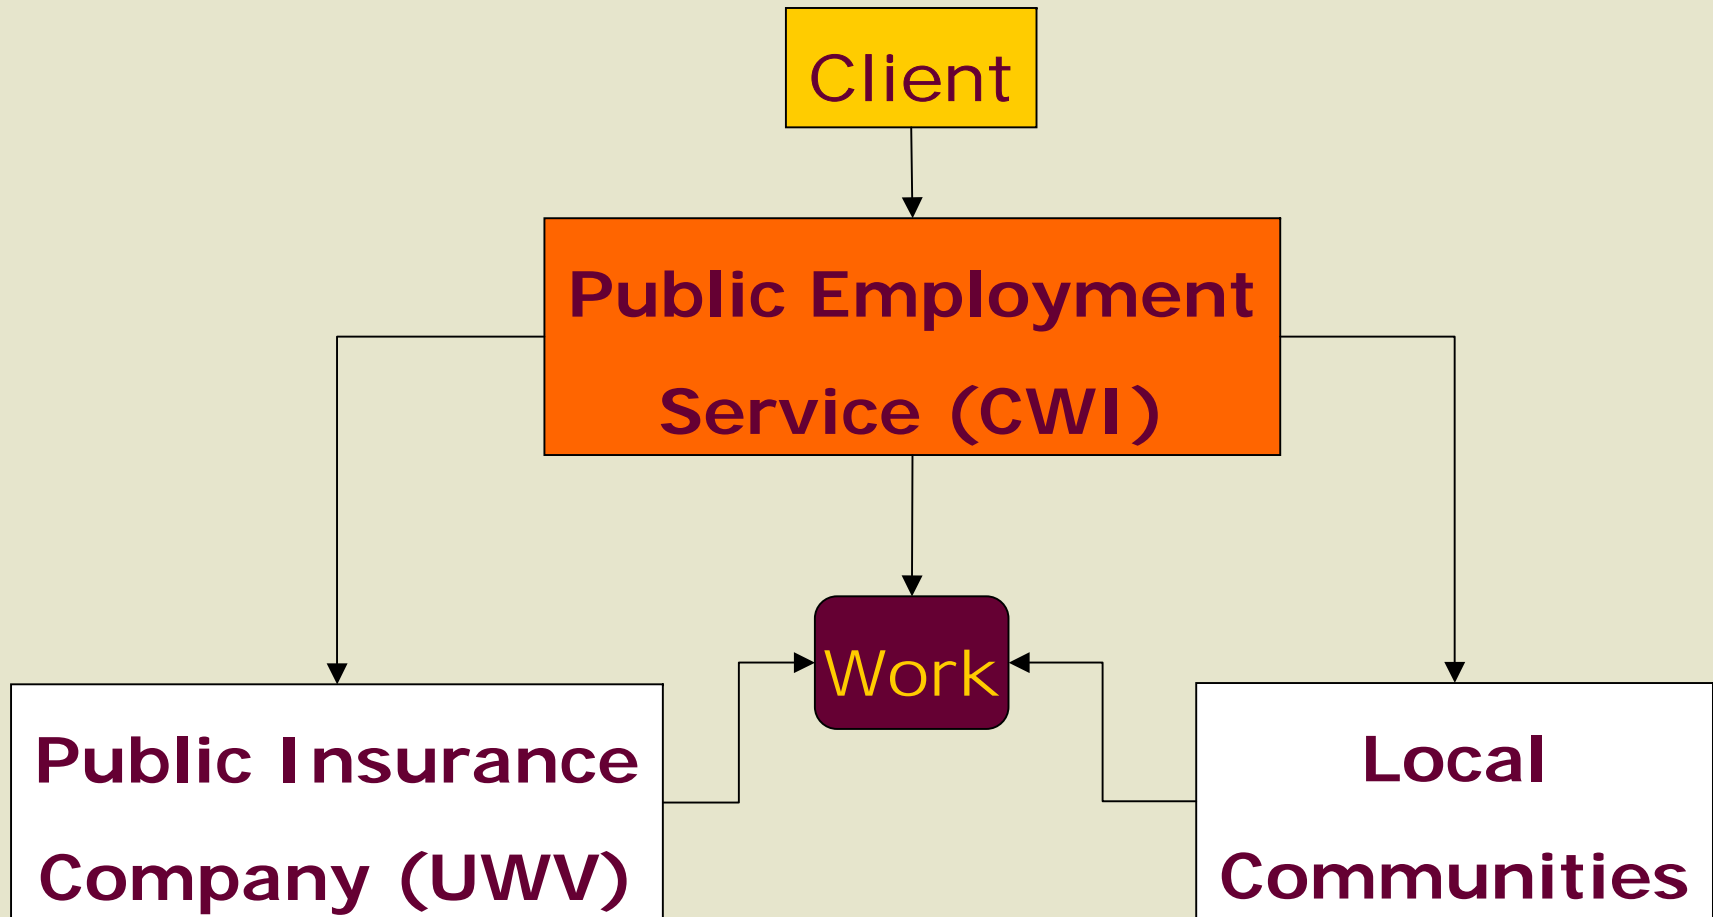 Client
Public Employment
Service (CWI)
Work
Public Insurance
Company (UWV)
Local
Communities